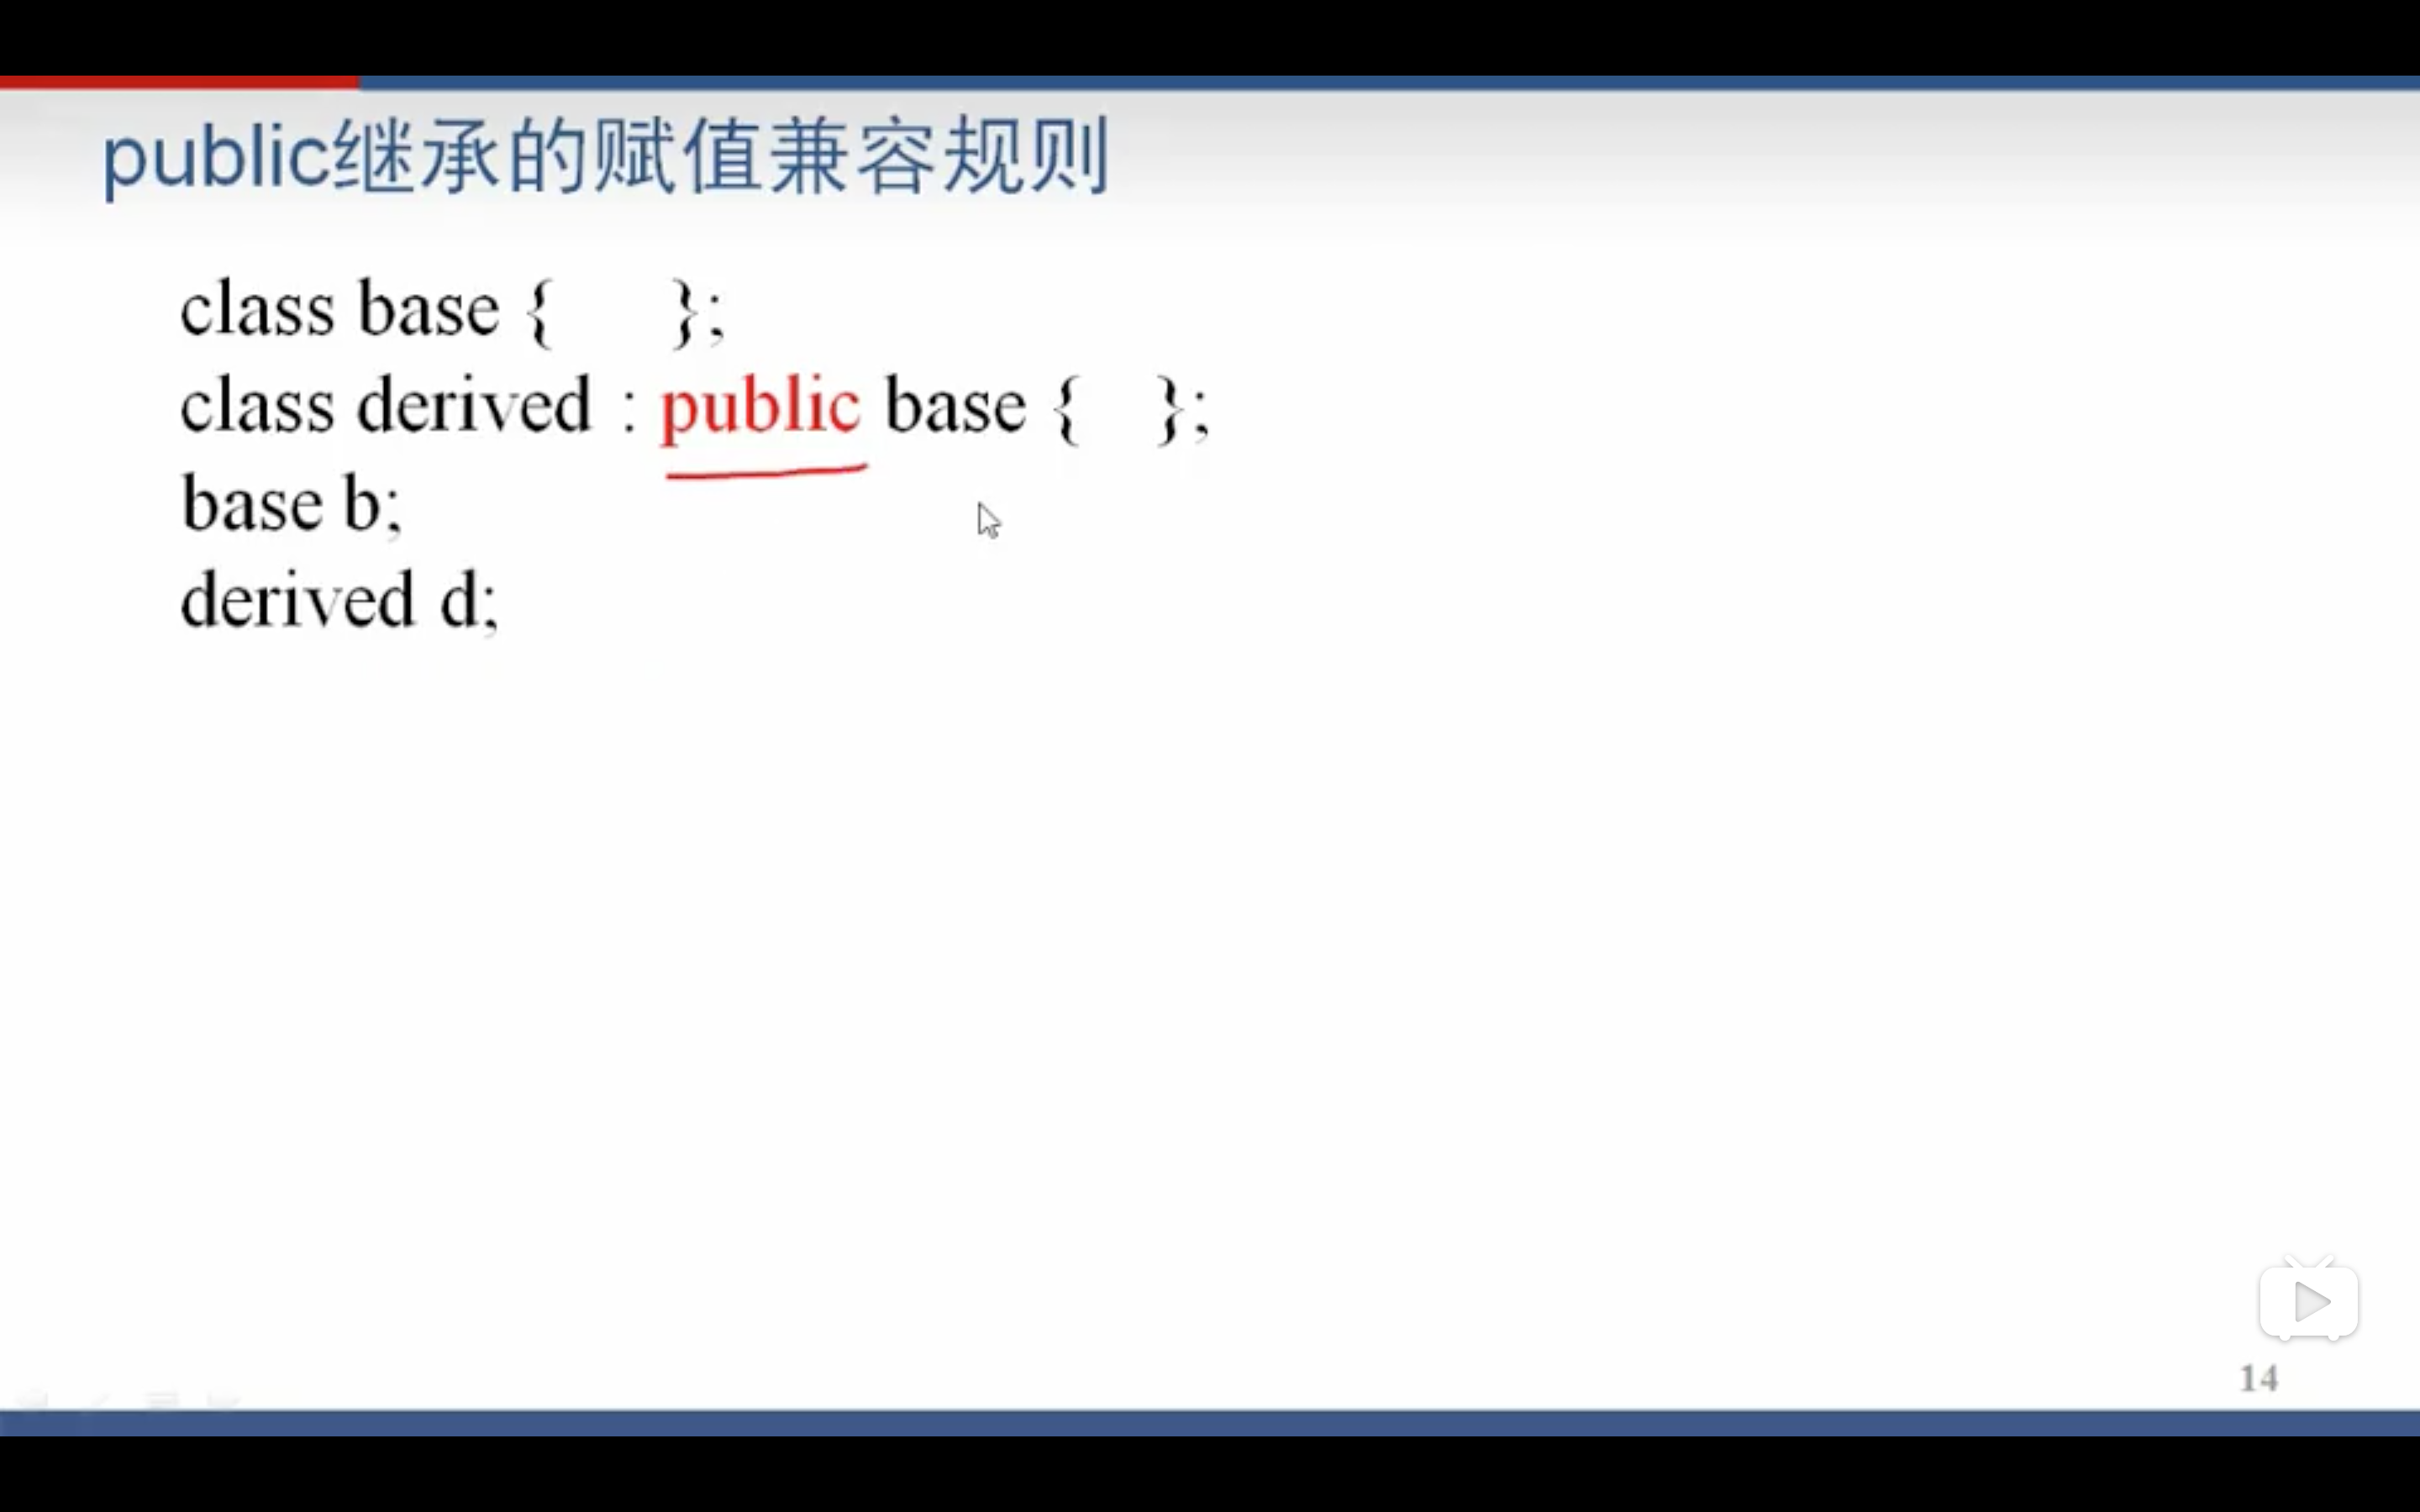 public继承的赋值兼容规则
class base {    };
class derived : public base {   };
base b;
derived d;
14